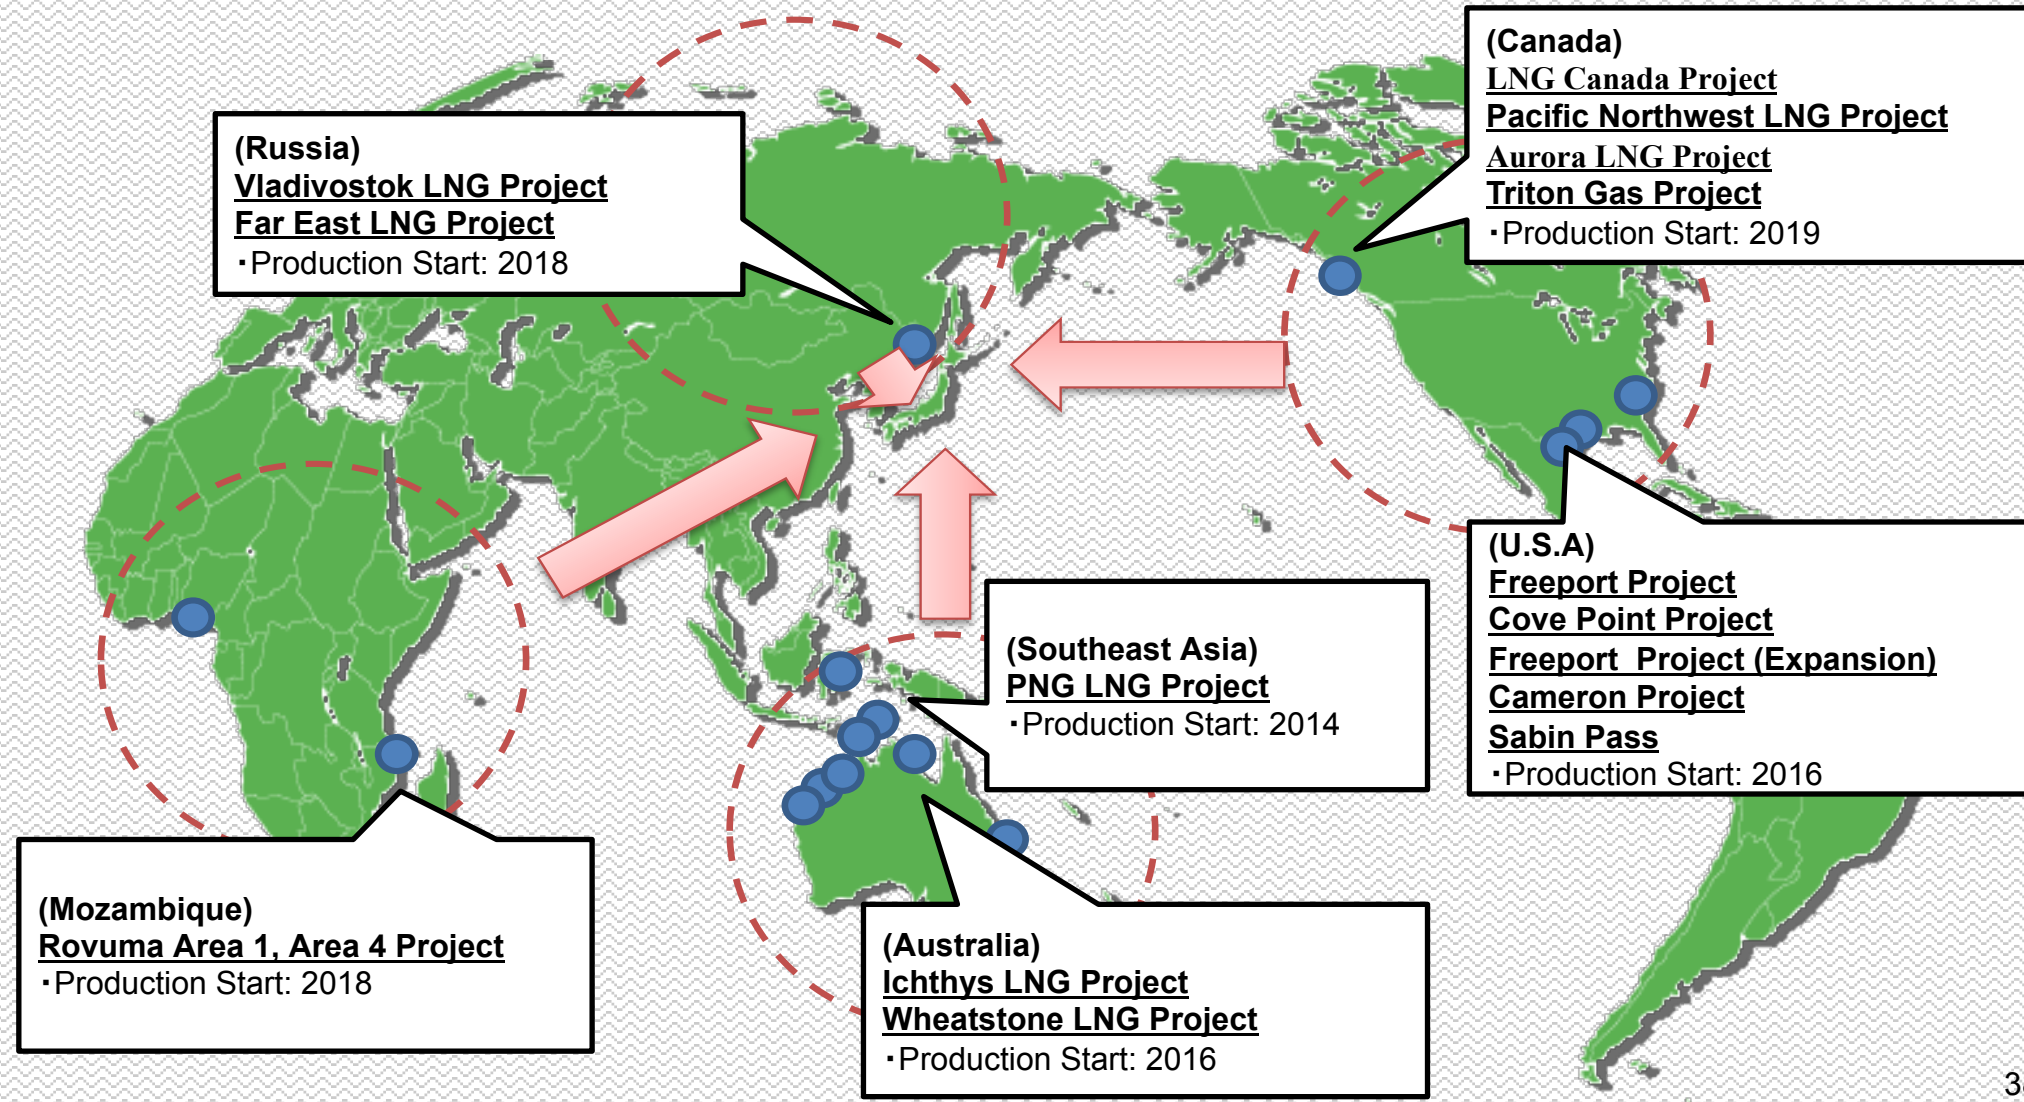 (Canada)
LNG Canada Project
Pacific Northwest LNG Project
Aurora LNG Project
Triton Gas Project
・Production Start: 2019
(Russia)
Vladivostok LNG Project
Far East LNG Project
・Production Start: 2018
(U.S.A)
Freeport Project
Cove Point Project
Freeport  Project (Expansion)
Cameron Project
Sabin Pass
・Production Start: 2016
(Southeast Asia)
PNG LNG Project
・Production Start: 2014
(Mozambique)
Rovuma Area 1, Area 4 Project
・Production Start: 2018
(Australia)
Ichthys LNG Project
Wheatstone LNG Project
・Production Start: 2016